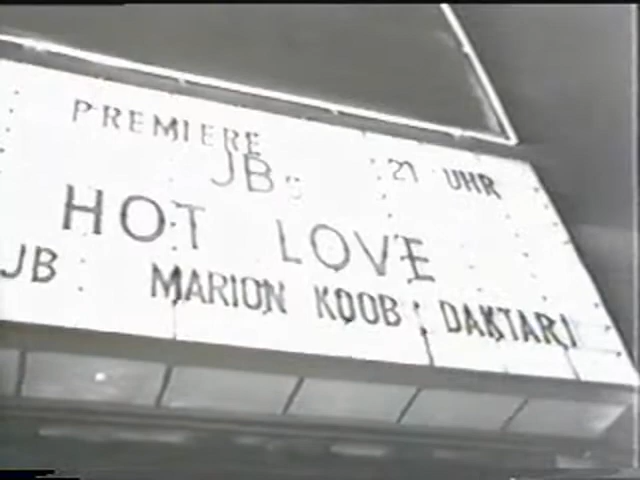 PREMIERE 21 UHR
JB:
HOT LOVE
JB: MARION KOOB: DAKTARI